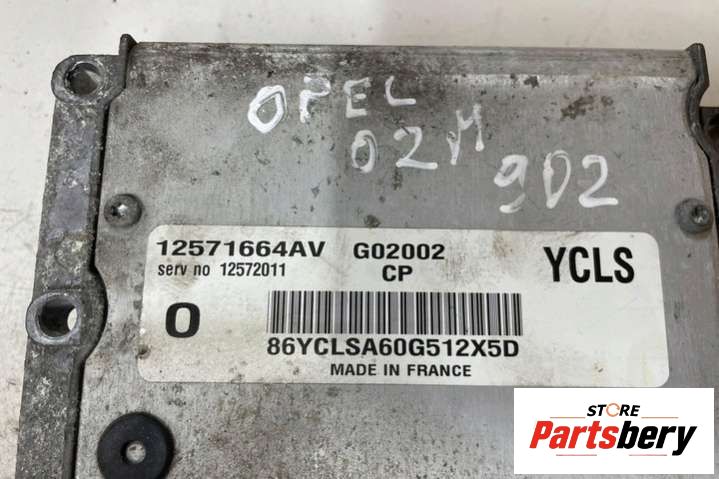 OPEL
02M
9D2
12571664AV G02002 YCLS
serv no 12572011 CP
O
86YCLSA60G512X5D
MADE IN FRANCE
STORE
Partsbery